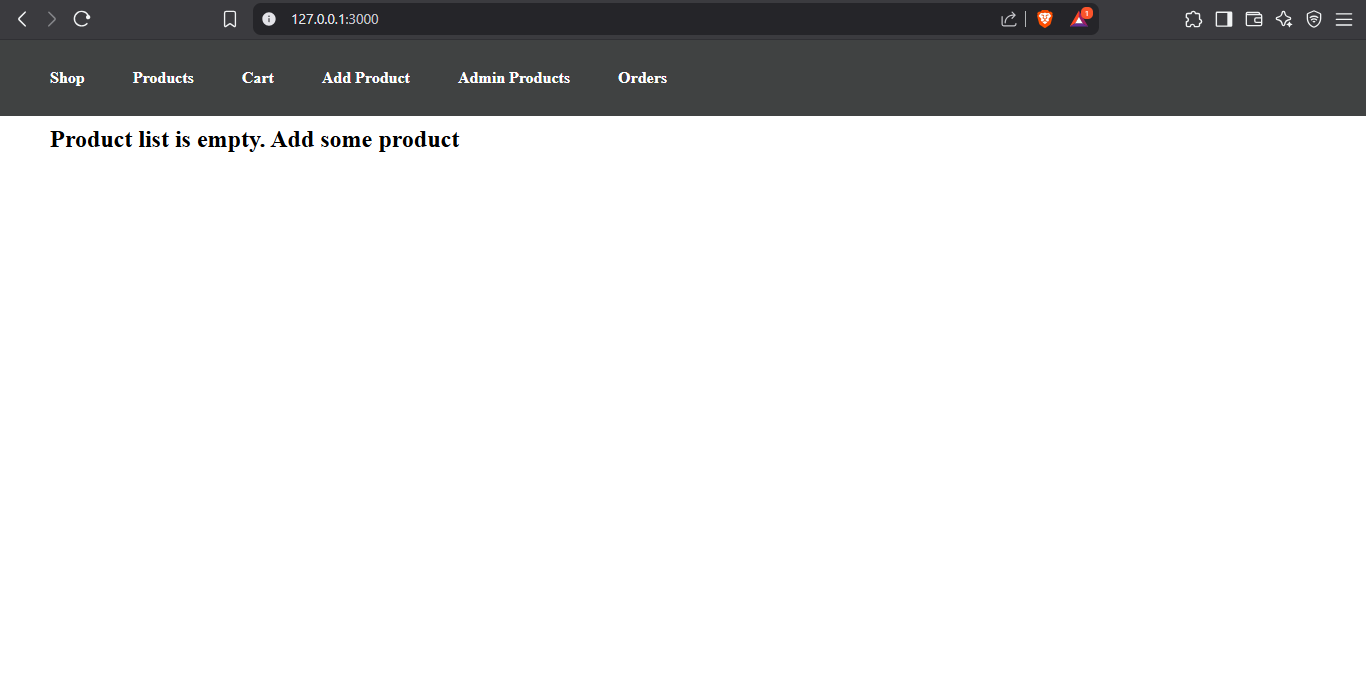 127.0.0.1:3000
1
Shop Products Cart Add Product Admin Products Orders
Product list is empty. Add some product